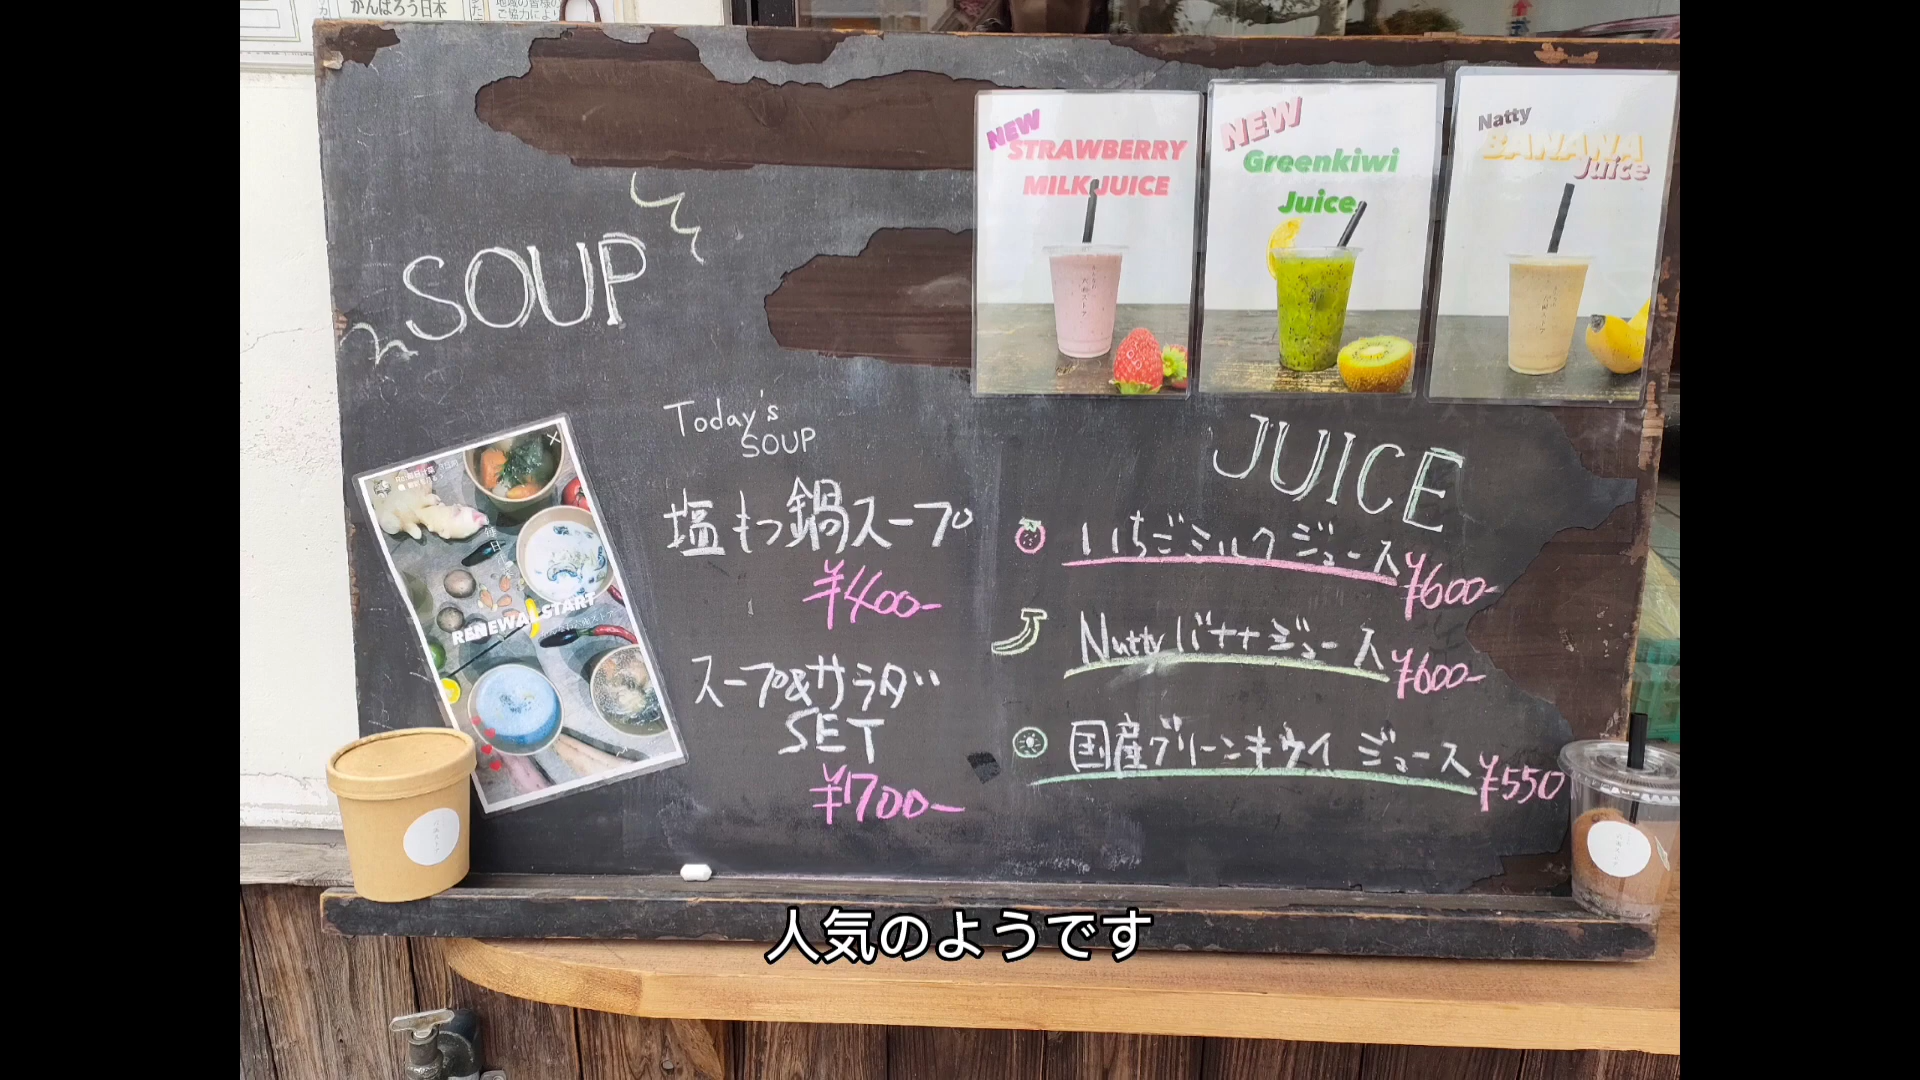 がんばろう日本
SOUP
NEW
STRAWBERRY
MILK JUICE
NEW
Greenkiwi
Juice
Natty
BANANA
Juice
RENEWAL START
Today's
SOUP
塩もつ鍋スープ
¥400-
スープ&サラダ
SET
¥700-
JUICE
いちごミルクジュース ¥600-
Nuttyバナナジュース ¥600-
国産グリーンキウイジュース ¥550
人気のようです